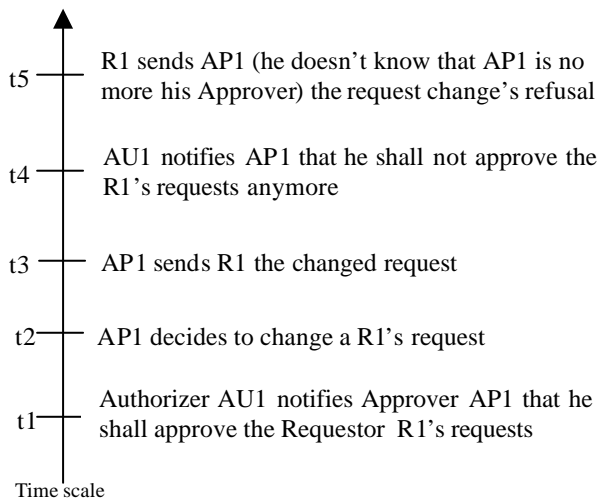 t5
R1 sends AP1 (he doesn't know that AP1 is no
more his Approver) the request change's refusal
t4
AU1 notifies AP1 that he shall not approve the
R1's requests anymore
t3
AP1 sends R1 the changed request
t2
AP1 decides to change a R1's request
t1
Authorizer AU1 notifies Approver AP1 that he
shall approve the Requestor R1's requests
Time scale